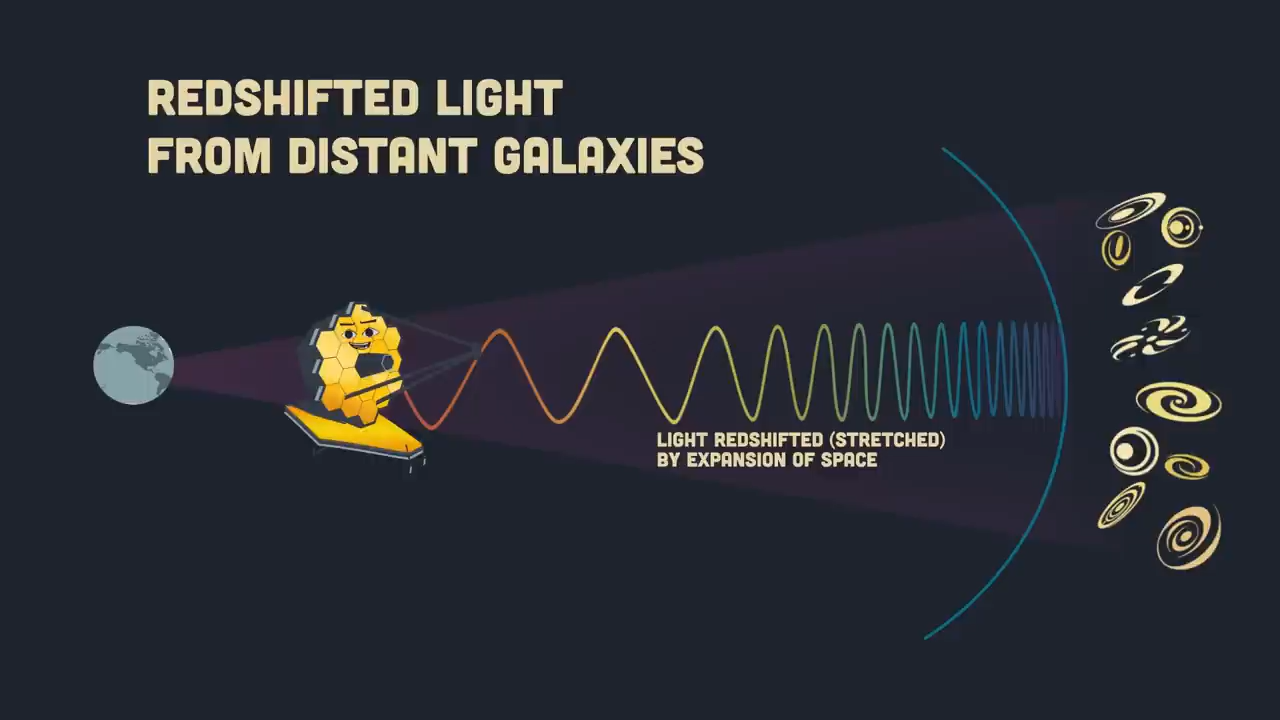 REDSHIFTED LIGHT
FROM DISTANT GALAXIES
LIGHT REDSHIFTED (STRETCHED)
BY EXPANSION OF SPACE